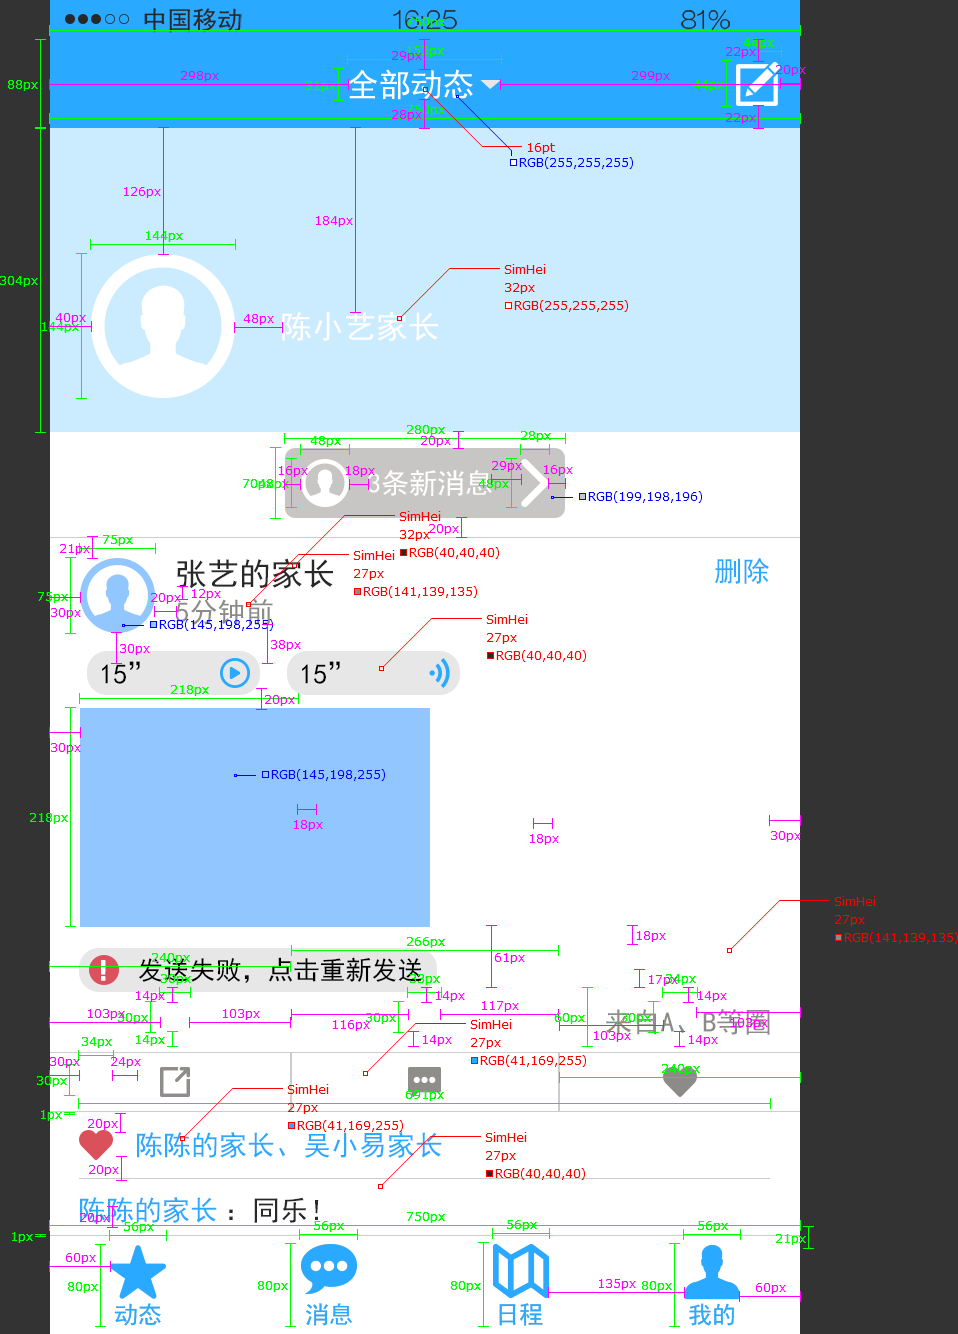 中国移动 16:25 81%
750px
29px
22px
298px
全部动态
299px
20px
88px
44px
28px
22px
16pt
RGB(255,255,255)
126px
184px
144px
304px
SimHei
32px
RGB(255,255,255)
40px
48px
144px
陈小艺家长
280px
48px
20px
28px
16px
18px
29px
16px
3条新消息
48px
RGB(199,198,196)
20px
SimHei
32px
RGB(40,40,40)
21px
75px
张艺的家长
删除
SimHei
27px
RGB(141,139,135)
75px
20px
12px
30px
5分钟前
RGB(145,198,255)
SimHei
27px
RGB(40,40,40)
30px
38px
15”
15”
218px
20px
30px
RGB(145,198,255)
218px
18px
18px
30px
SimHei
27px
RGB(141,139,135)
266px
18px
61px
240px
发送失败，点击重新发送
30px
33px
17px
34px
14px
14px
14px
103px
30px
103px
116px
30px
117px
60px
来自A、B等圈
30px
103px
14px
14px
103px
14px
SimHei
27px
RGB(41,169,255)
34px
30px
24px
30px
240px
691px
SimHei
27px
RGB(41,169,255)
1px
20px
陈陈的家长、吴小易家长
20px
SimHei
27px
RGB(40,40,40)
陈陈的家长：同乐！
20px
750px
56px
56px
56px
56px
1px
21px
60px
80px
80px
80px
135px
80px
60px
动态
消息
日程
我的